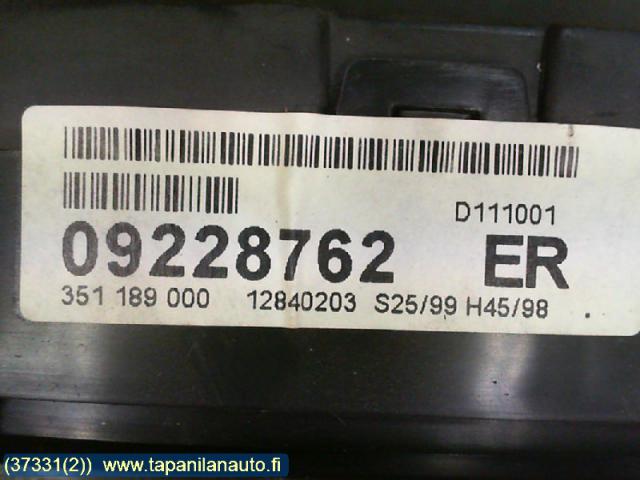 D111001
09228762 ER
351 189 000 12840203 S25/99 H45/98
(37331(2)) www.tapanilanauto.fi